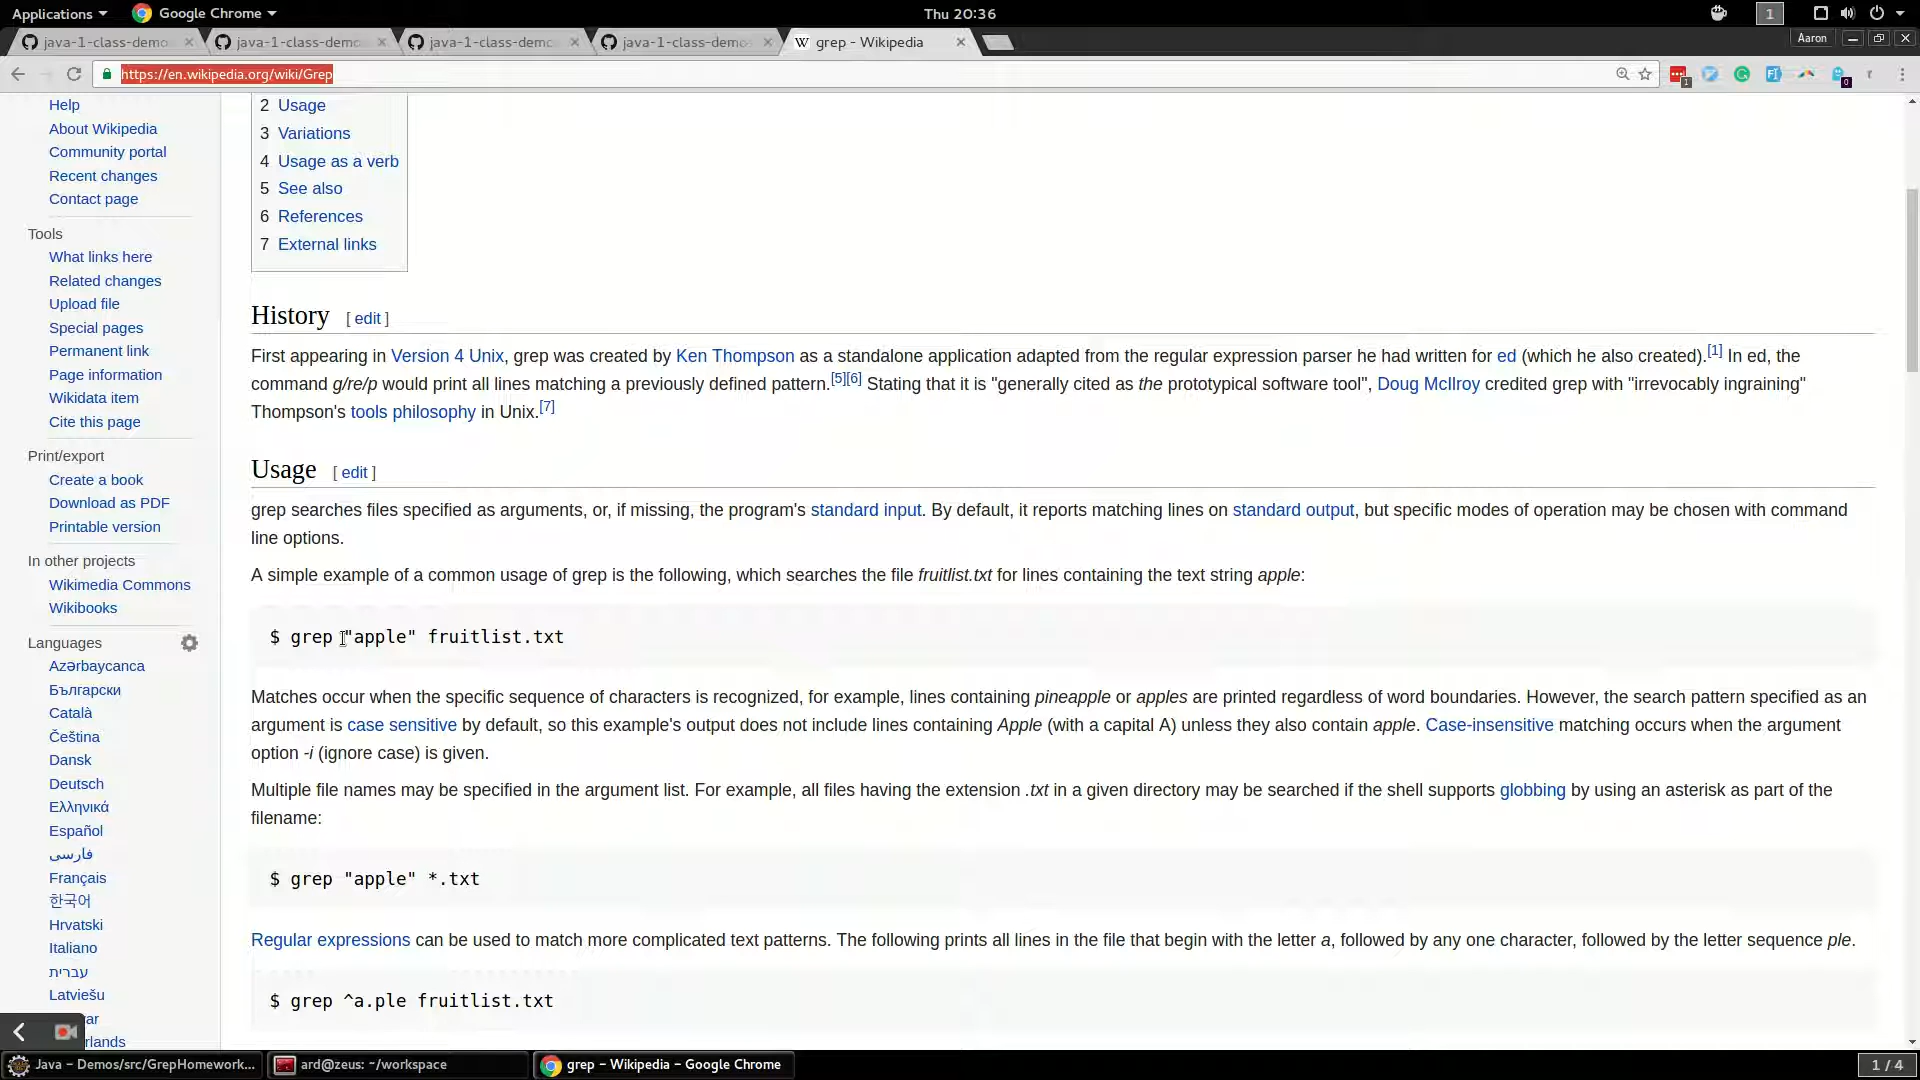 Applications
Google Chrome
Thu 20:36
1
java-1-class-demo
java-1-class-demo
java-1-class-demo
java-1-class-demo
grep - Wikipedia
Aaron
https://en.wikipedia.org/wiki/Grep
Help
About Wikipedia
Community portal
Recent changes
Contact page
Tools
What links here
Related changes
Upload file
Special pages
Permanent link
Page information
Wikidata item
Cite this page
Print/export
Create a book
Download as PDF
Printable version
In other projects
Wikimedia Commons
Wikibooks
Languages
Azərbaycanca
Български
Català
Čeština
Dansk
Deutsch
Ελληνικά
Español
فارسی
Français
한국어
Hrvatski
Italiano
עברית
Latviešu
2 Usage
3 Variations
4 Usage as a verb
5 See also
6 References
7 External links
History [ edit ]
First appearing in Version 4 Unix, grep was created by Ken Thompson as a standalone application adapted from the regular expression parser he had written for ed (which he also created).[1] In ed, the
command g/re/p would print all lines matching a previously defined pattern.[5][6] Stating that it is "generally cited as the prototypical software tool", Doug McIlroy credited grep with "irrevocably ingraining"
Thompson's tools philosophy in Unix.[7]
Usage [ edit ]
grep searches files specified as arguments, or, if missing, the program's standard input. By default, it reports matching lines on standard output, but specific modes of operation may be chosen with command
line options.
A simple example of a common usage of grep is the following, which searches the file fruitlist.txt for lines containing the text string apple:
$ grep "apple" fruitlist.txt
Matches occur when the specific sequence of characters is recognized, for example, lines containing pineapple or apples are printed regardless of word boundaries. However, the search pattern specified as an
argument is case sensitive by default, so this example's output does not include lines containing Apple (with a capital A) unless they also contain apple. Case-insensitive matching occurs when the argument
option -i (ignore case) is given.
Multiple file names may be specified in the argument list. For example, all files having the extension .txt in a given directory may be searched if the shell supports globbing by using an asterisk as part of the
filename:
$ grep "apple" *.txt
Regular expressions can be used to match more complicated text patterns. The following prints all lines in the file that begin with the letter a, followed by any one character, followed by the letter sequence ple.
$ grep ^a.ple fruitlist.txt
Java - Demos/src/GrepHomework...
ard@zeus: ~/workspace
grep - Wikipedia - Google Chrome
1 / 4